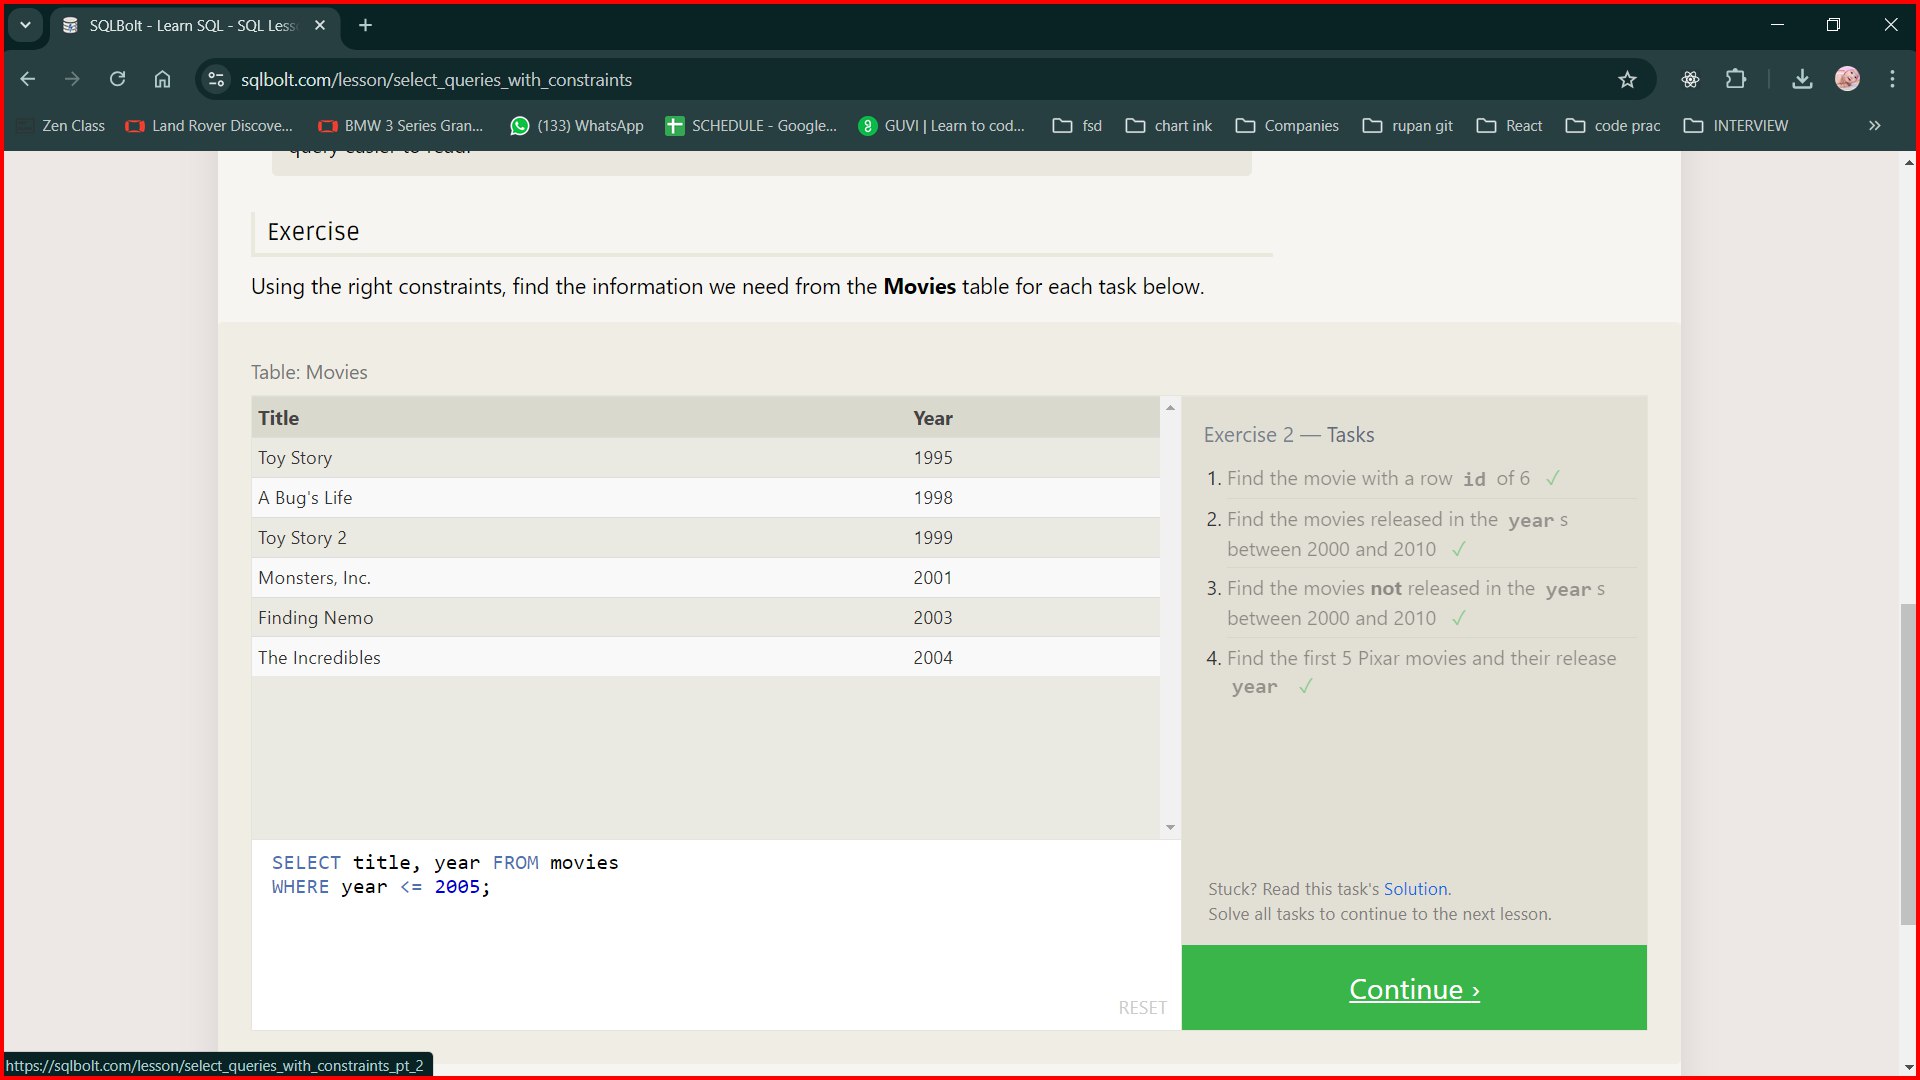 SQLBolt - Learn SQL - SQL Less
sqlbolt.com/lesson/select_queries_with_constraints
Zen Class
Land Rover Discove...
BMW 3 Series Gran...
(133) WhatsApp
SCHEDULE - Google...
GUVI | Learn to cod...
fsd
chart ink
Companies
rupan git
React
code prac
INTERVIEW
query easier to read.
Exercise
Using the right constraints, find the information we need from the Movies table for each task below.
Table: Movies
Title Year
Toy Story 1995
A Bug's Life 1998
Toy Story 2 1999
Monsters, Inc. 2001
Finding Nemo 2003
The Incredibles 2004
SELECT title, year FROM movies
WHERE year <= 2005;
RESET
Exercise 2 — Tasks
1. Find the movie with a row id of 6 ✓
2. Find the movies released in the year s
between 2000 and 2010 ✓
3. Find the movies not released in the year s
between 2000 and 2010 ✓
4. Find the first 5 Pixar movies and their release
year ✓
Stuck? Read this task's Solution.
Solve all tasks to continue to the next lesson.
Continue ›
https://sqlbolt.com/lesson/select_queries_with_constraints_pt_2